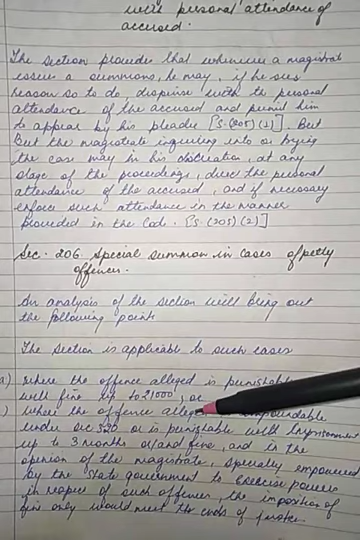 with personal attendance of
accused.
The section provides that whenever a magistrate
issues a summons, he may, if he sees
reason so to do, dispense with the personal
attendance of the accused and permit him
to appear by his pleader [S.(205)(1)] But
But the magistrate inquiring into or trying
the case may in his discretion, at any
stage of the proceedings, direct the personal
attendance of the accused, and if necessary
enforce such attendance in the manner
provided in the Code. [S.(205)(2)]
Sec. 206 Special summon in cases of petty
offences.
An analysis of the section will bring out
the following points
The section is applicable to such cases
a) where the offence alleged is punishable
with fine up to 1000, or
) where the offence alleged is compoundable
under sec 320 or is punishable with Imprisonment
up to 3 months or/and fine, and in the
opinion of the magistrate, specially empowered
by the State government to exercise powers
in respect of such offences, the imposition of
fine only would meet the ends of justice.